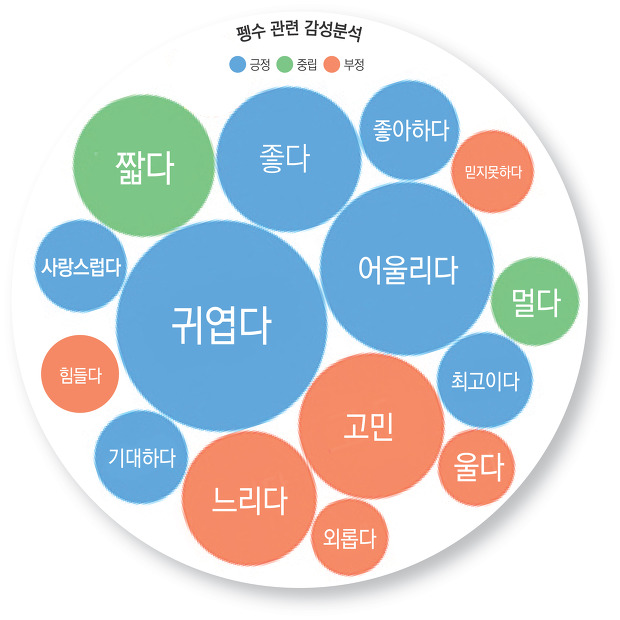 펭수 관련 감성분석
긍정 중립 부정
좋아하다
짧다
좋다
믿지못하다
사랑스럽다
어울리다
귀엽다
멀다
힘들다
최고이다
고민
기대하다
울다
느리다
외롭다